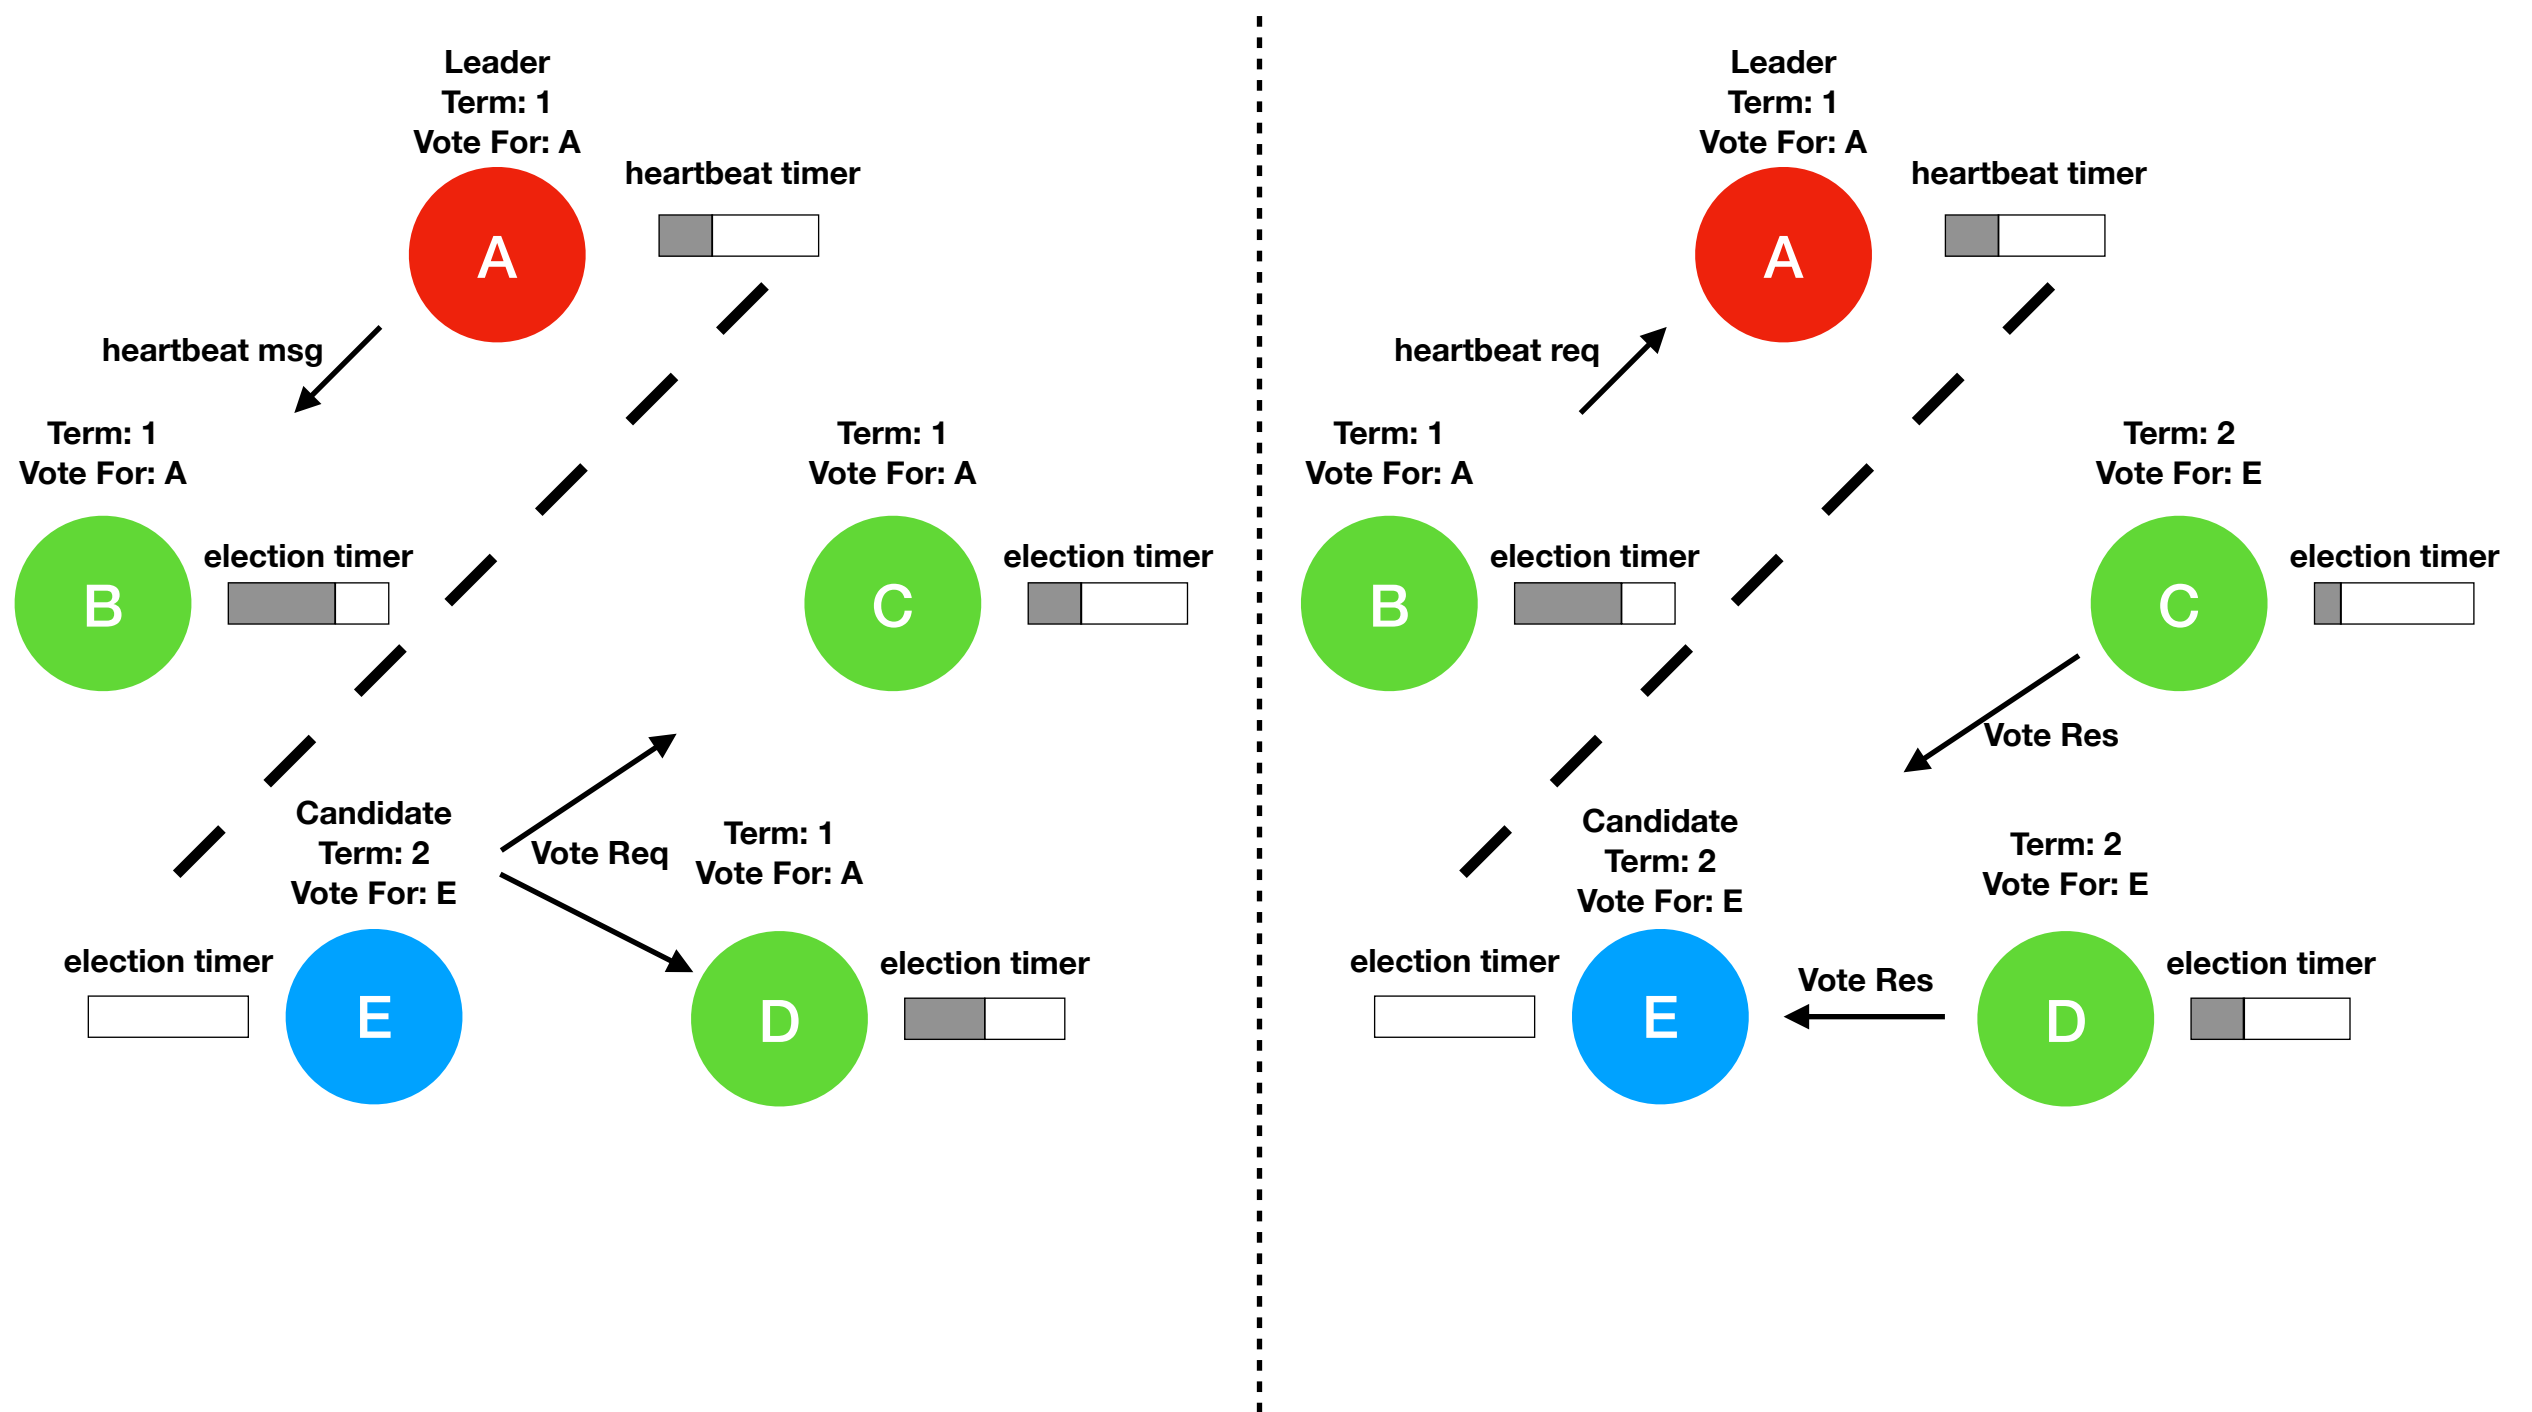 Leader
Term: 1
Vote For: A
heartbeat timer
A
heartbeat msg
Term: 1
Vote For: A
election timer
B
Term: 1
Vote For: A
election timer
C
Candidate
Term: 2
Vote For: E
Vote Req
Term: 1
Vote For: A
election timer
E
D
election timer
Leader
Term: 1
Vote For: A
heartbeat timer
A
heartbeat req
Term: 1
Vote For: A
election timer
B
Term: 2
Vote For: E
election timer
C
Vote Res
Candidate
Term: 2
Vote For: E
Term: 2
Vote For: E
election timer
E
Vote Res
D
election timer